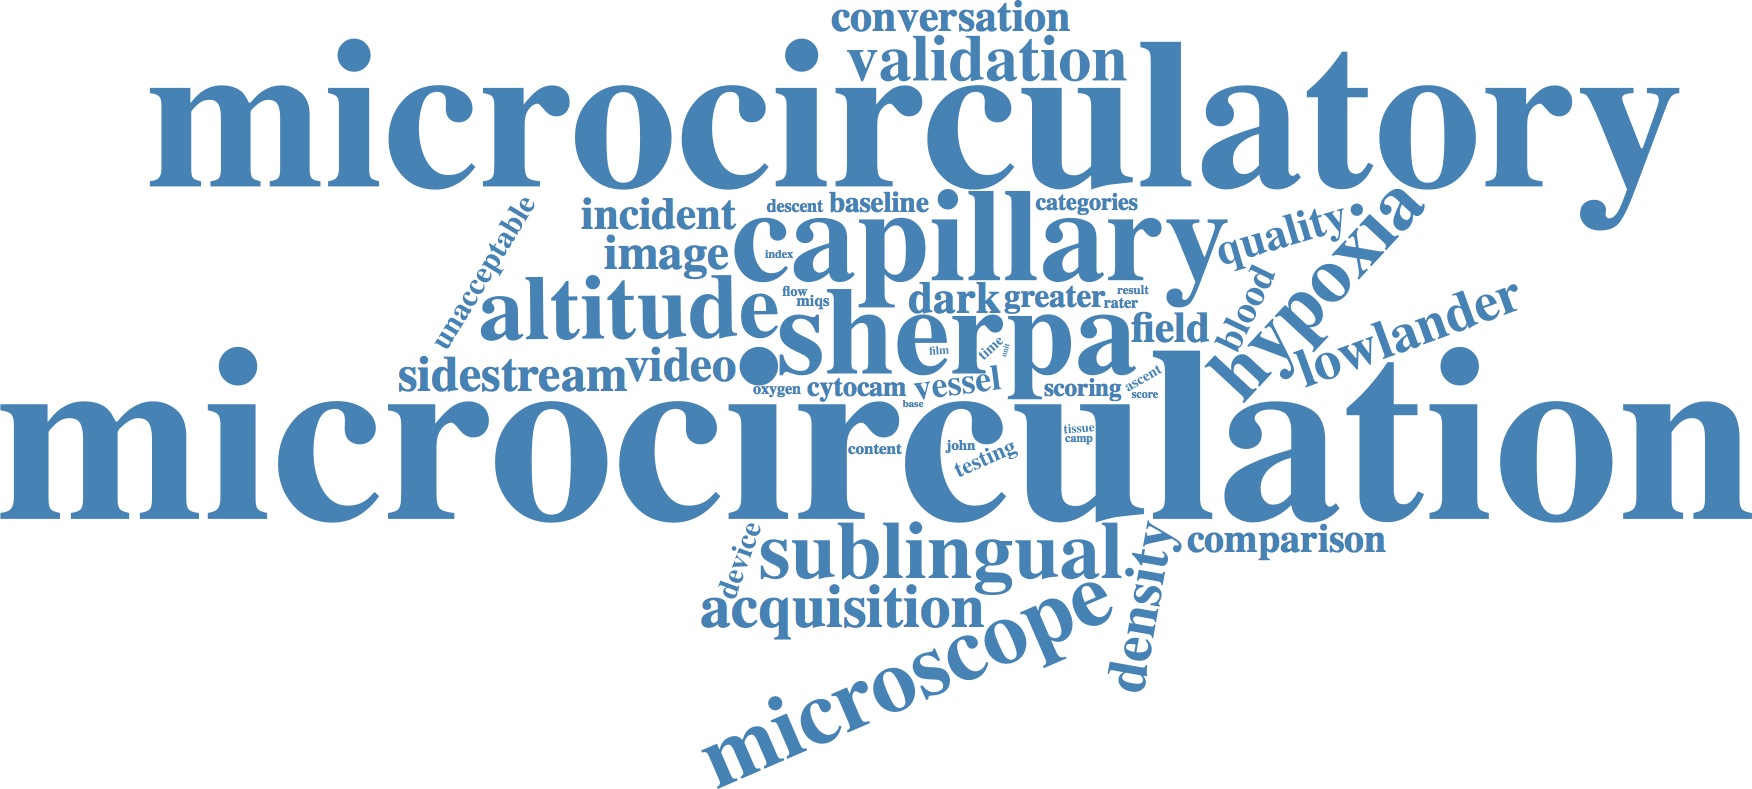 conversation
validation
microcirculatory
unacceptable
incident
descent
baseline
categories
capillary
quality
hypoxia
image
index
blood
lowlander
altitude
flow
miqs
dark
greater
result
rater
sherpa
field
film
time
unit
sidestream
video
oxygen
cytocam
vessel
base
scoring
ascent
score
microcirculation
content
john
testing
tissue
camp
device
sublingual
density
comparison
acquisition
microscope